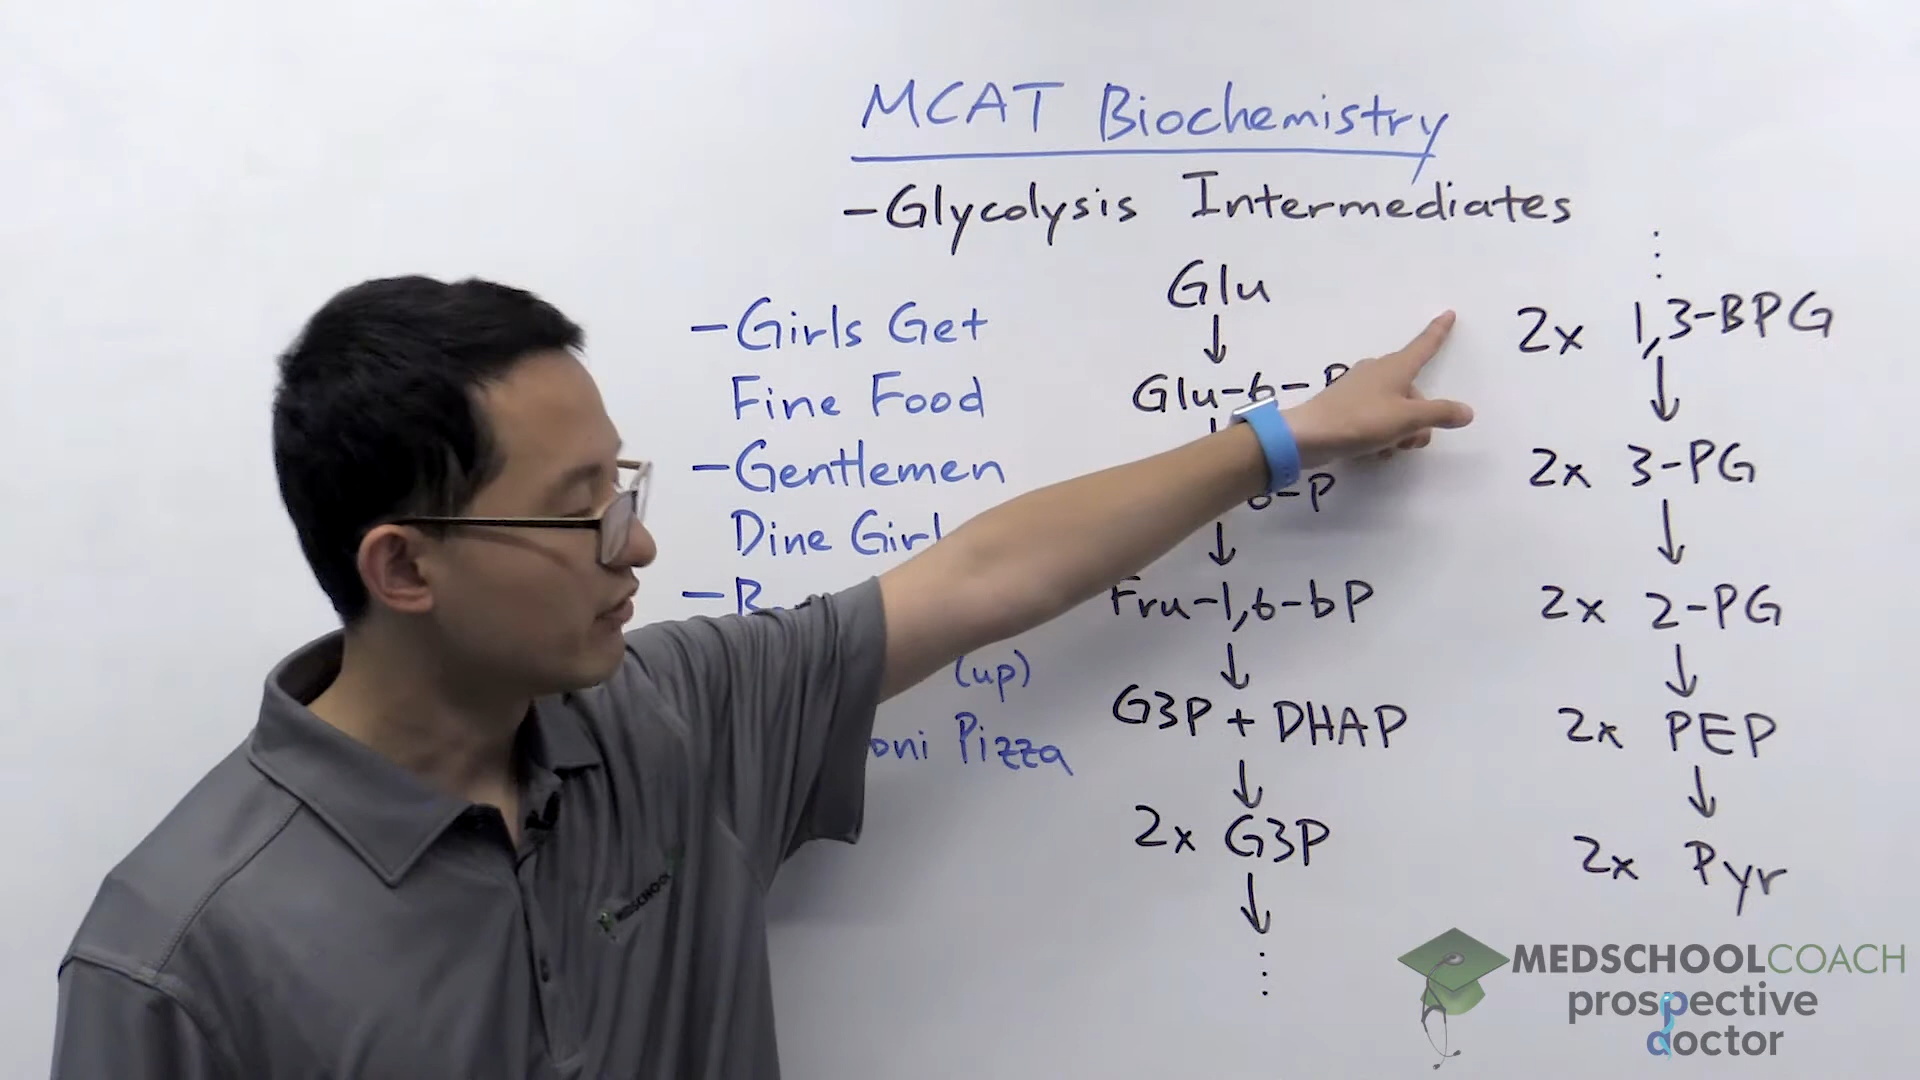 MCAT Biochemistry
-Glycolysis Intermediates
-Girls Get
Fine Food
-Gentlemen
Dine Girl
(up)
Pizza
Glu
↓
Glu-6-P
6-P
↓
Fru-1,6-bP
↓
G3P + DHAP
↓
2x G3P
↓
⋮
⋮
2x 1,3-BPG
↓
2x 3-PG
↓
2x 2-PG
↓
2x PEP
↓
2x Pyr
MEDSCHOOL
MEDSCHOOLCOACH
prospective
doctor